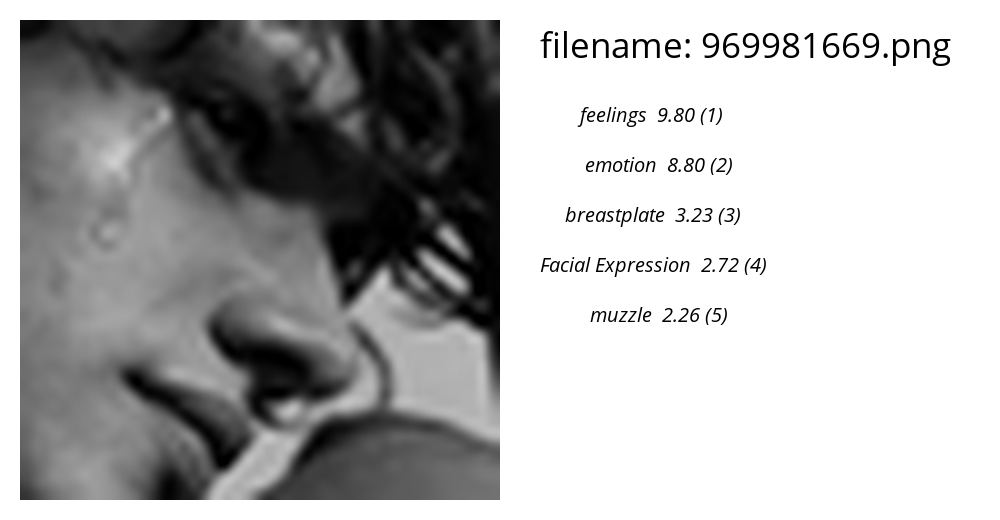 filename: 969981669.png
feelings 9.80 (1)
emotion 8.80 (2)
breastplate 3.23 (3)
Facial Expression 2.72 (4)
muzzle 2.26 (5)